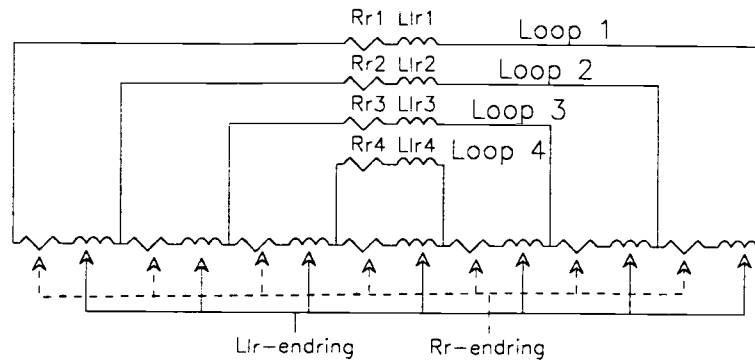 Rr1 Llr1
Loop 1
Rr2 Llr2
Loop 2
Rr3 Llr3
Loop 3
Rr4 Llr4
Loop 4
Llr-endring
Rr-endring